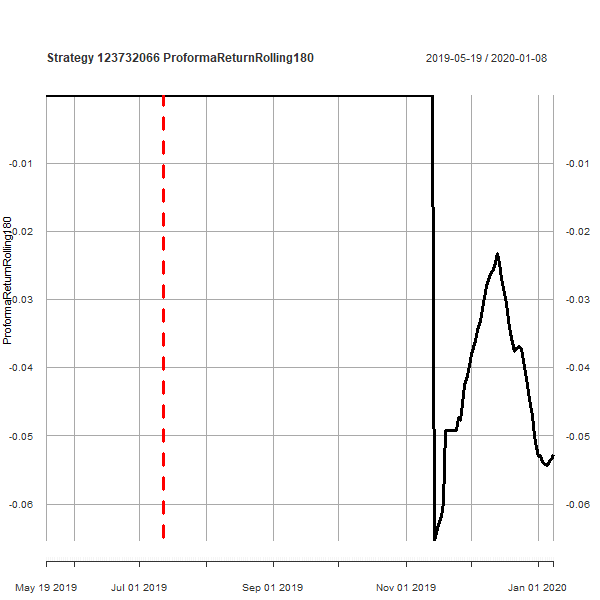 Strategy 123732066 ProformaReturnRolling180
2019-05-19 / 2020-01-08
-0.01
-0.02
-0.03
-0.04
-0.05
-0.06
ProformaReturnRolling180
-0.01
-0.02
-0.03
-0.04
-0.05
-0.06
May 19 2019
Jul 01 2019
Sep 01 2019
Nov 01 2019
Jan 01 2020